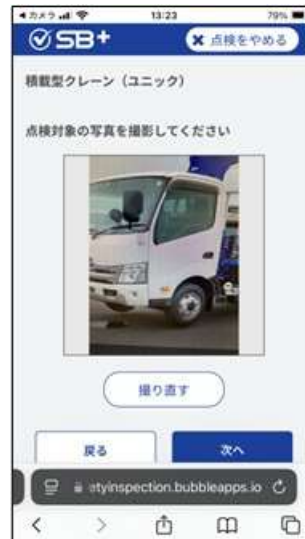 ◀カメラ 13:23 79%
SB+ × 点検をやめる
積載型クレーン（ユニック）
点検対象の写真を撮影してください
撮り直す
戻る 次へ
etyinspection.bubbleapps.io